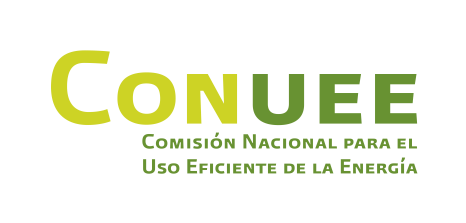 CONUEE
COMISIÓN NACIONAL PARA EL
USO EFICIENTE DE LA ENERGÍA